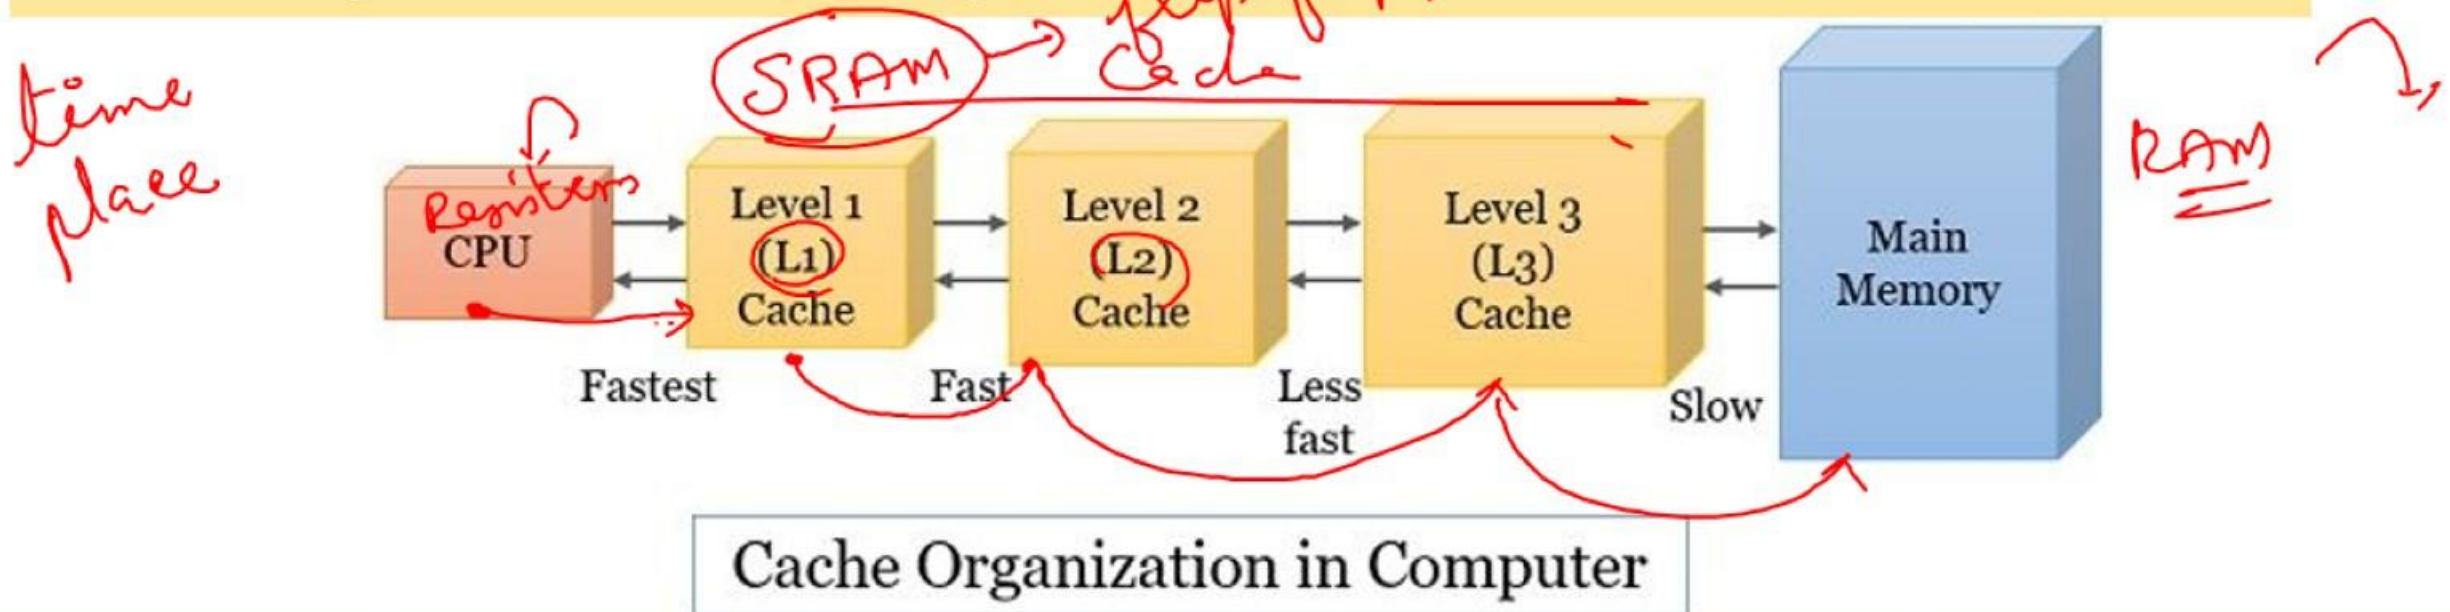 time
place
SRAM
Registers
CPU
Level 1
(L1)
Cache
Level 2
(L2)
Cache
Level 3
(L3)
Cache
Main
Memory
RAM
Fastest
Fast
Less
fast
Slow
Cache Organization in Computer